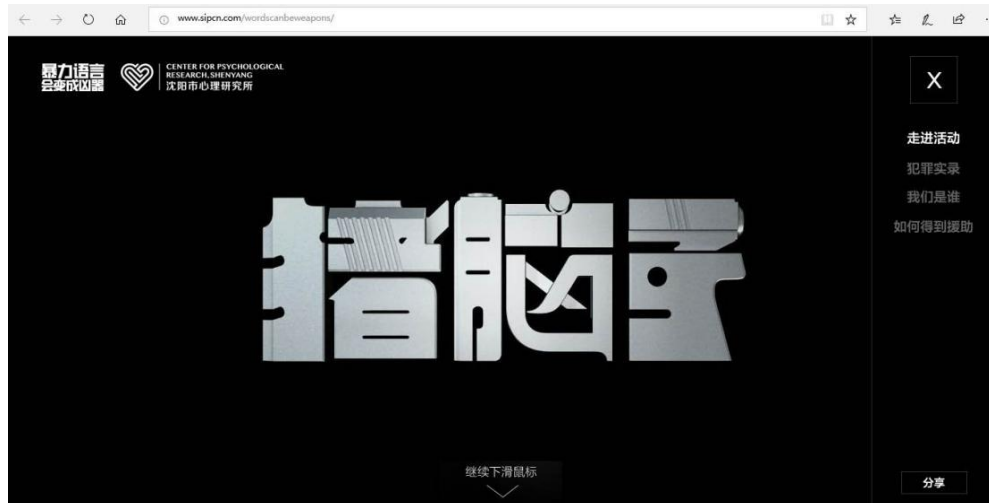 www.sipcn.com/wordscanbeweapons/
暴力语言
会变成凶器
CENTER FOR PSYCHOLOGICAL
RESEARCH, SHENYANG
沈阳市心理研究所
X
走进活动
犯罪实录
我们是谁
如何得到援助
猪脑子
继续下滑鼠标
分享